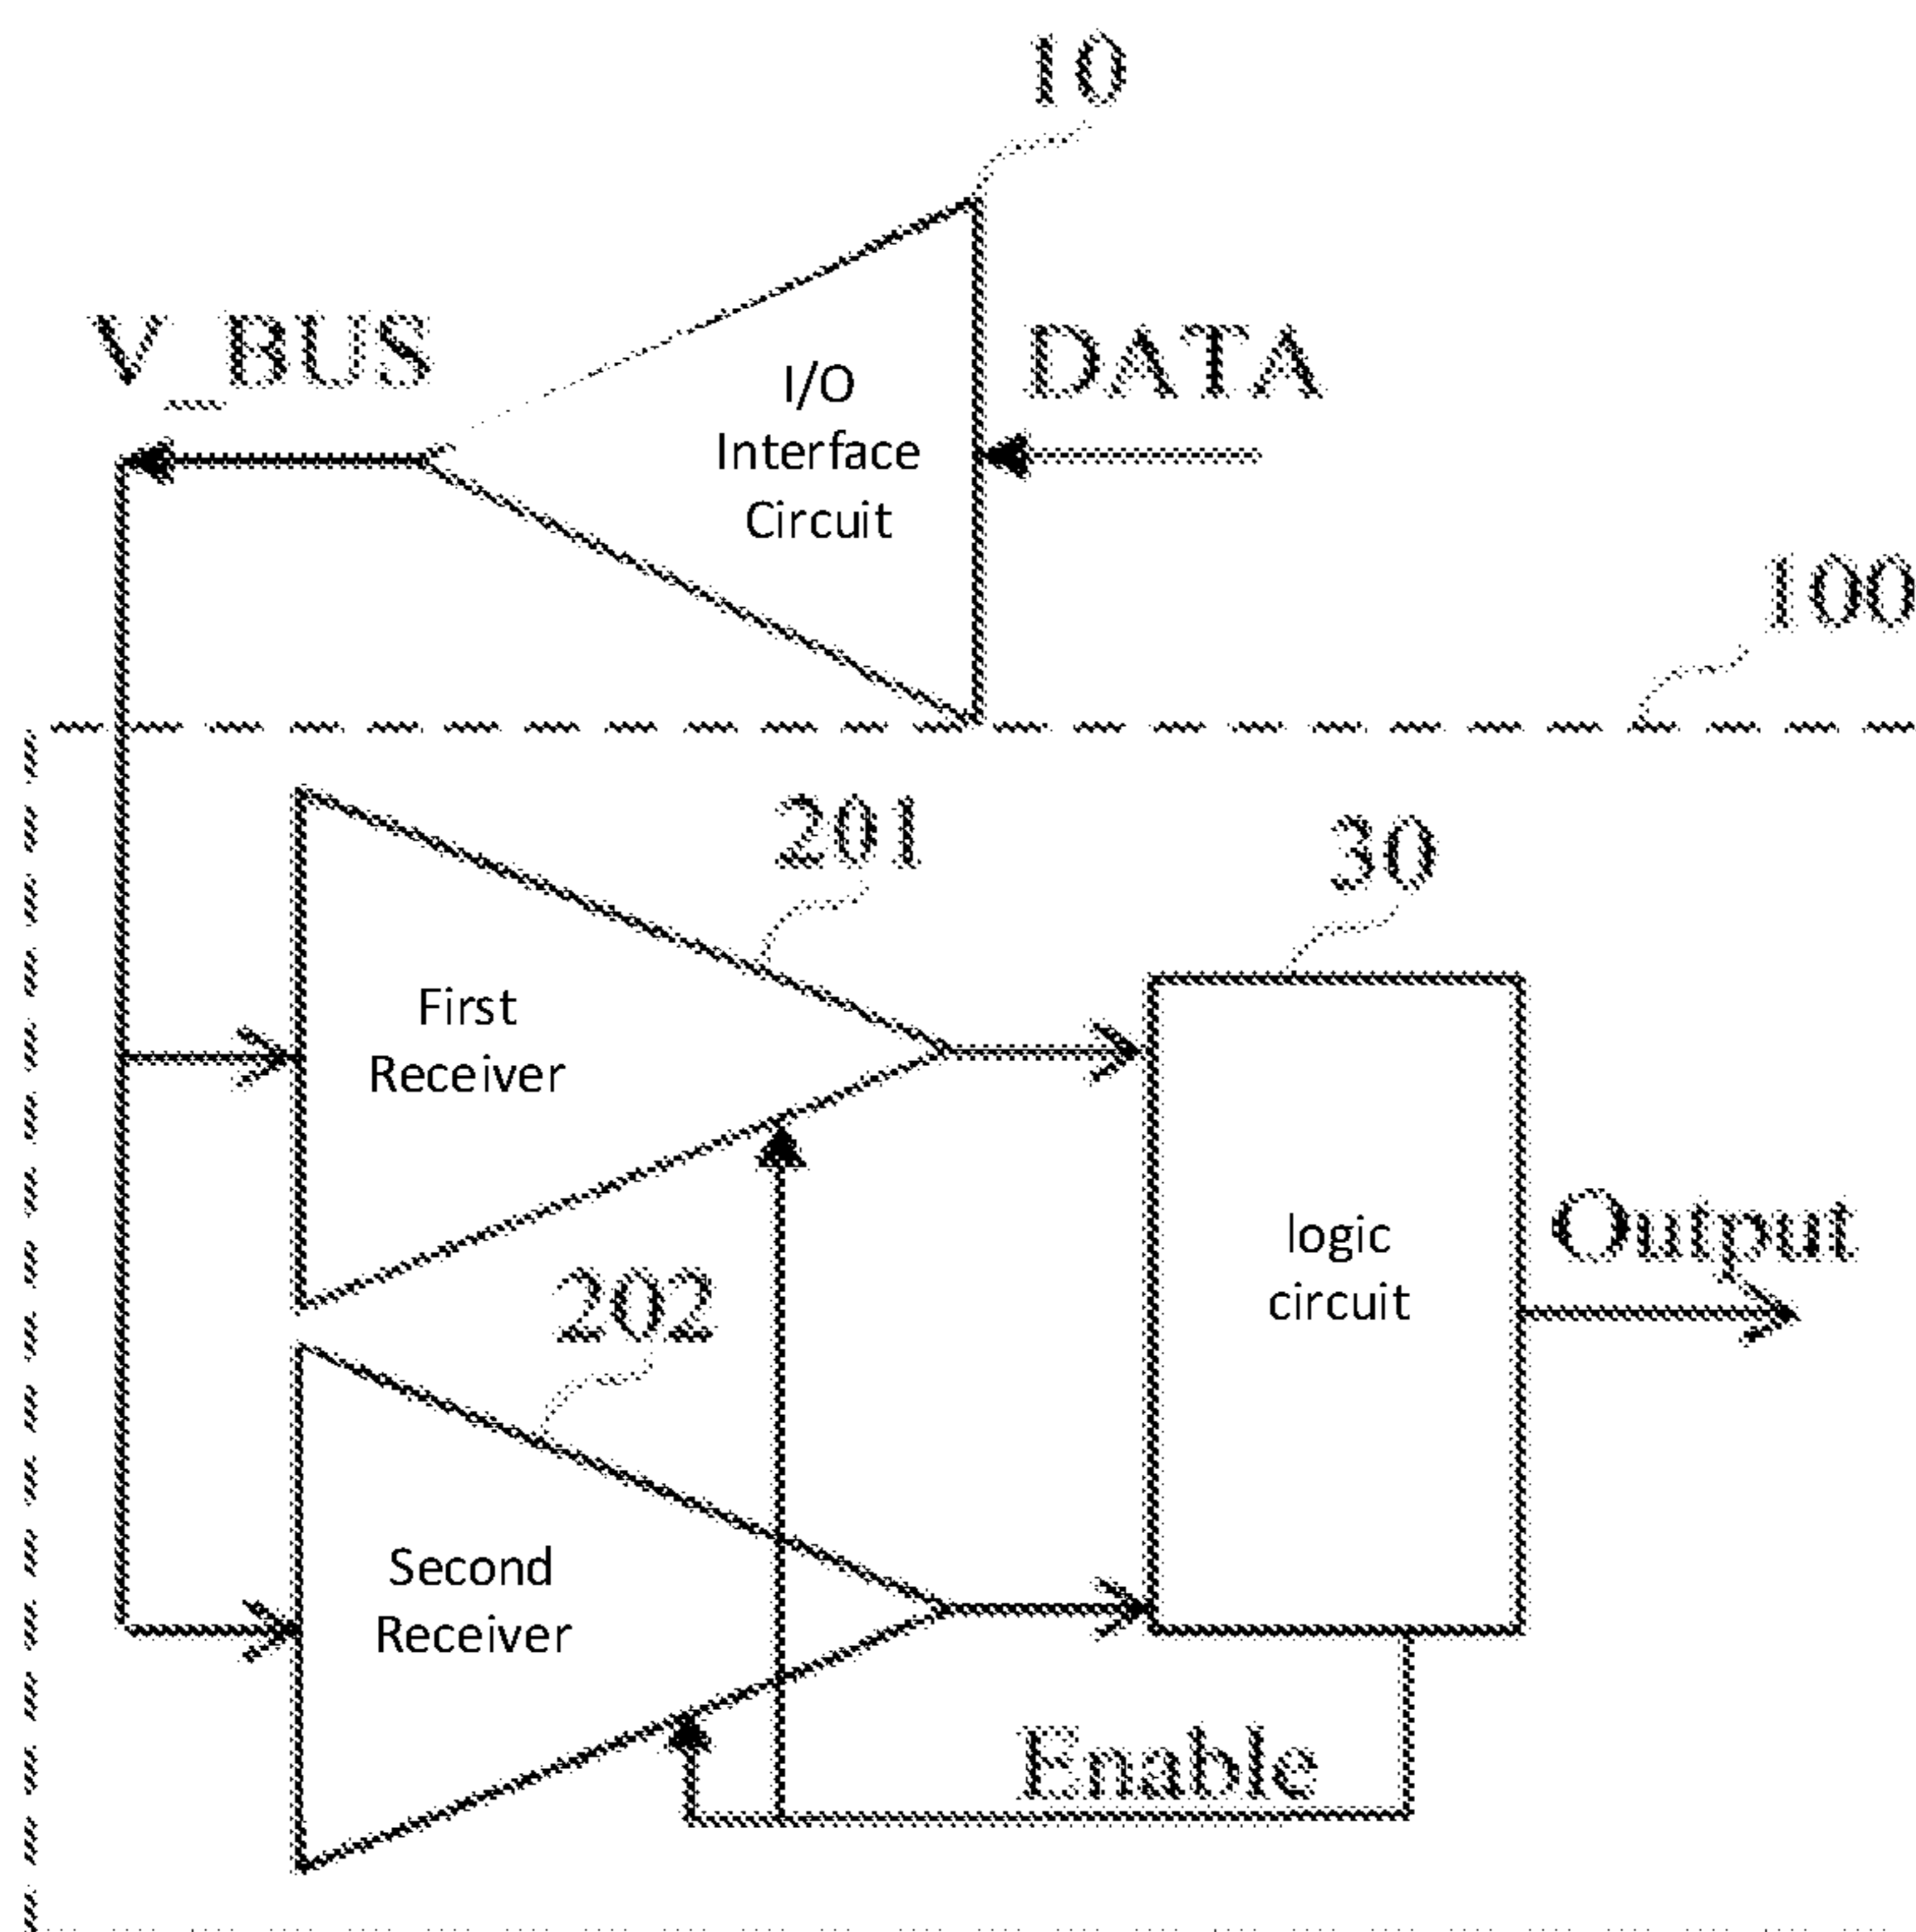 10
V_BUS
I/O
Interface
Circuit
DATA
100
201
30
First
Receiver
logic
circuit
Output
202
Second
Receiver
Enable